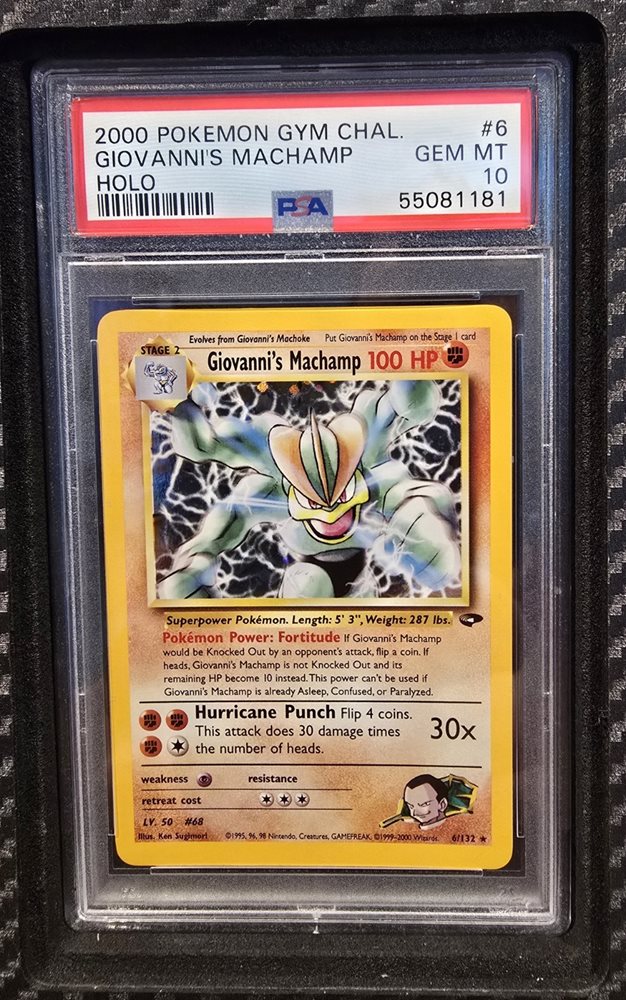 2000 POKEMON GYM CHAL. #6
GIOVANNI'S MACHAMP GEM MT
HOLO 10
PSA 55081181
Evolves from Giovanni's Machoke Put Giovanni's Machamp on the Stage 1 card
STAGE 2
Giovanni's Machamp 100 HP
Superpower Pokémon. Length: 5' 3", Weight: 287 lbs.
Pokémon Power: Fortitude If Giovanni's Machamp
would be Knocked Out by an opponent's attack, flip a coin. If
heads, Giovanni's Machamp is not Knocked Out and its
remaining HP become 10 instead. This power can't be used if
Giovanni's Machamp is already Asleep, Confused, or Paralyzed.
Hurricane Punch Flip 4 coins.
This attack does 30 damage times 30x
the number of heads.
weakness resistance
retreat cost
LV. 50 #68
Illus. Ken Sugimori ©1995, 96, 98 Nintendo, Creatures, GAMEFREAK. ©1999-2000 Wizards. 6/132 ★